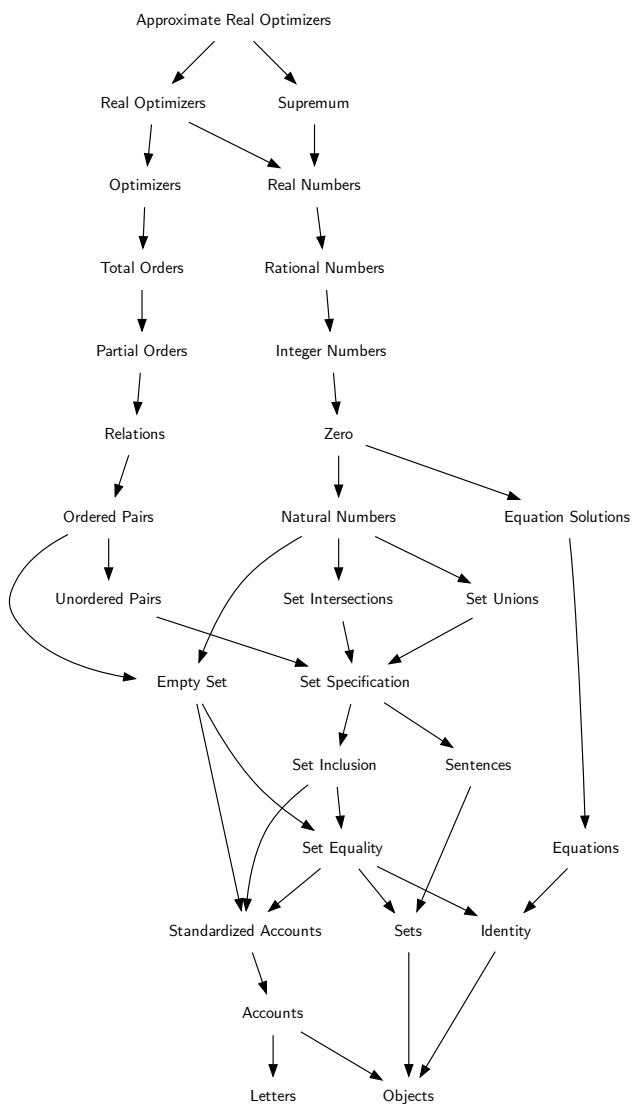 Approximate Real Optimizers
Real Optimizers
Supremum
Optimizers
Real Numbers
Total Orders
Rational Numbers
Partial Orders
Integer Numbers
Relations
Zero
Ordered Pairs
Natural Numbers
Equation Solutions
Unordered Pairs
Set Intersections
Set Unions
Empty Set
Set Specification
Set Inclusion
Sentences
Set Equality
Equations
Standardized Accounts
Sets
Identity
Accounts
Letters
Objects